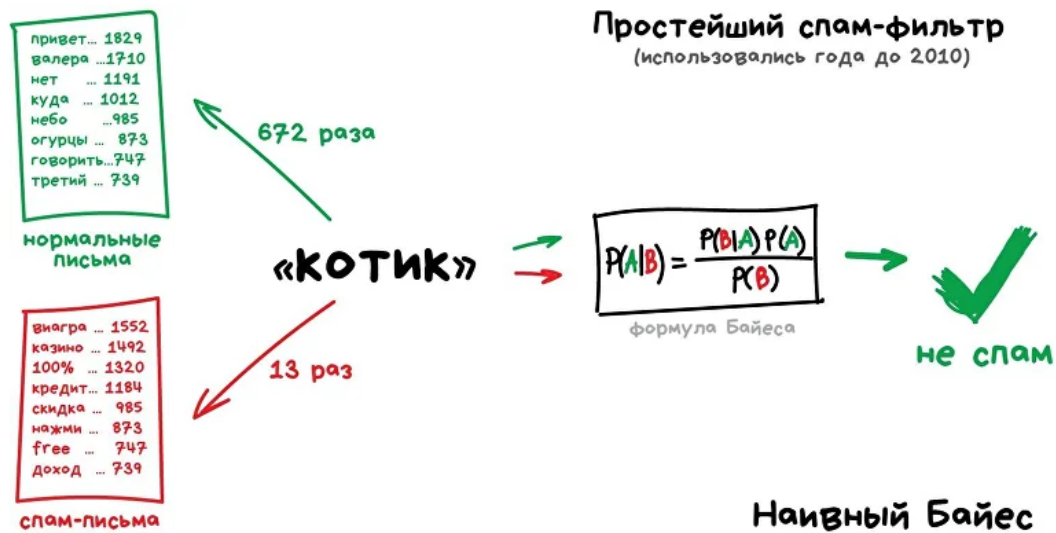 Простейший спам-фильтр
(использовались года до 2010)
привет... 1829
валера ...1710
нет ... 1191
куда ... 1012
небо ...985
огурцы ... 873
говорить...747
третий ... 739
нормальные
письма
672 раза
«КОТИК»
13 раз
P(A|B) = P(B|A) P(A)
P(B)
формула Байеса
не спам
виагра ... 1552
казино ... 1492
100% ... 1320
кредит... 1184
скидка ... 985
нажми ... 873
free ... 747
доход ... 739
спам-письма
Наивный Байес